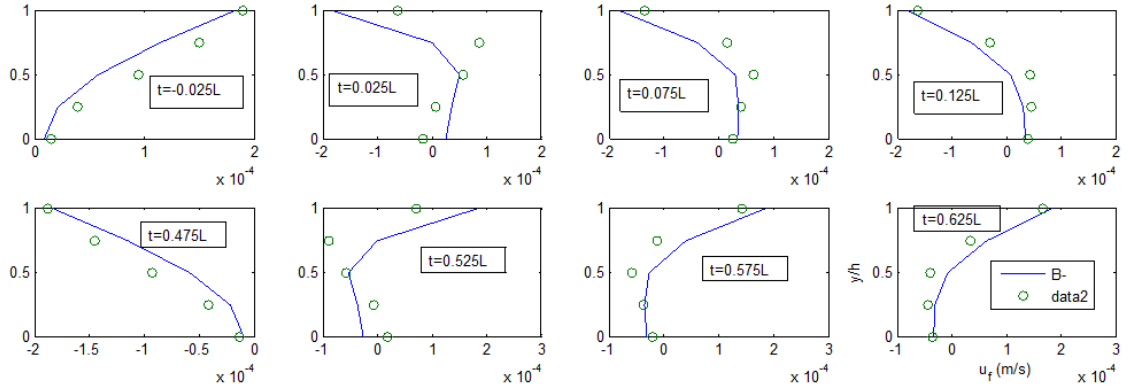 1
0.5
0
t=-0.025L
0 1 2
x 10^-4
t=0.025L
-2 -1 0 1 2
x 10^-4
1
0.5
0
t=0.075L
-2 -1 0 1 2
x 10^-4
1
0.5
0
t=0.125L
-2 -1 0 1 2
x 10^-4
1
0.5
0
t=0.475L
-2 -1.5 -1 -0.5 0
x 10^-4
1
0.5
0
t=0.525L
-1 0 1 2 3
x 10^-4
1
0.5
0
t=0.575L
-1 0 1 2 3
x 10^-4
1
0.5
0
y/h
t=0.625L
B-
data2
-1 0 1 2 3
u_f (m/s)
x 10^-4